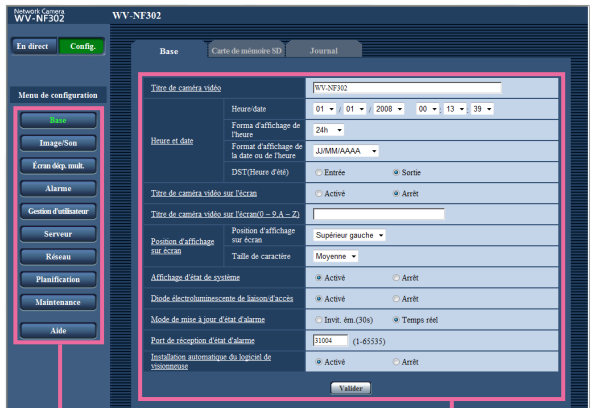 Network Camera
WV-NF302
WV-NF302
En direct
Config.
Base
Carte de mémoire SD
Journal
Menu de configuration
Base
Image/Son
Écran dép. mult.
Alarme
Gestion d'utilisateur
Serveur
Réseau
Planification
Maintenance
Aide
Titre de caméra vidéo
WV-NF302
Heure et date
Heure/date
01 / 01 / 2008 00 : 13 : 39
Forma d'affichage de
l'heure
24h
Format d'affichage de
la date ou de l'heure
JJ/MM/AAAA
DST(Heure d'été)
Entrée
Sortie
Titre de caméra vidéo sur l'écran
Activé
Arrêt
Titre de caméra vidéo sur l'écran(0 – 9,A – Z)
Position d'affichage
sur écran
Position d'affichage
sur écran
Supérieur gauche
Taille de caractère
Moyenne
Affichage d'état de système
Activé
Arrêt
Diode électroluminescente de liaison/d'accès
Activé
Arrêt
Mode de mise à jour d'état d'alarme
Invit. ém.(30s)
Temps réel
Port de réception d'état d'alarme
31004 (1-65535)
Installation automatique du logiciel de
visionneuse
Activé
Arrêt
Valider